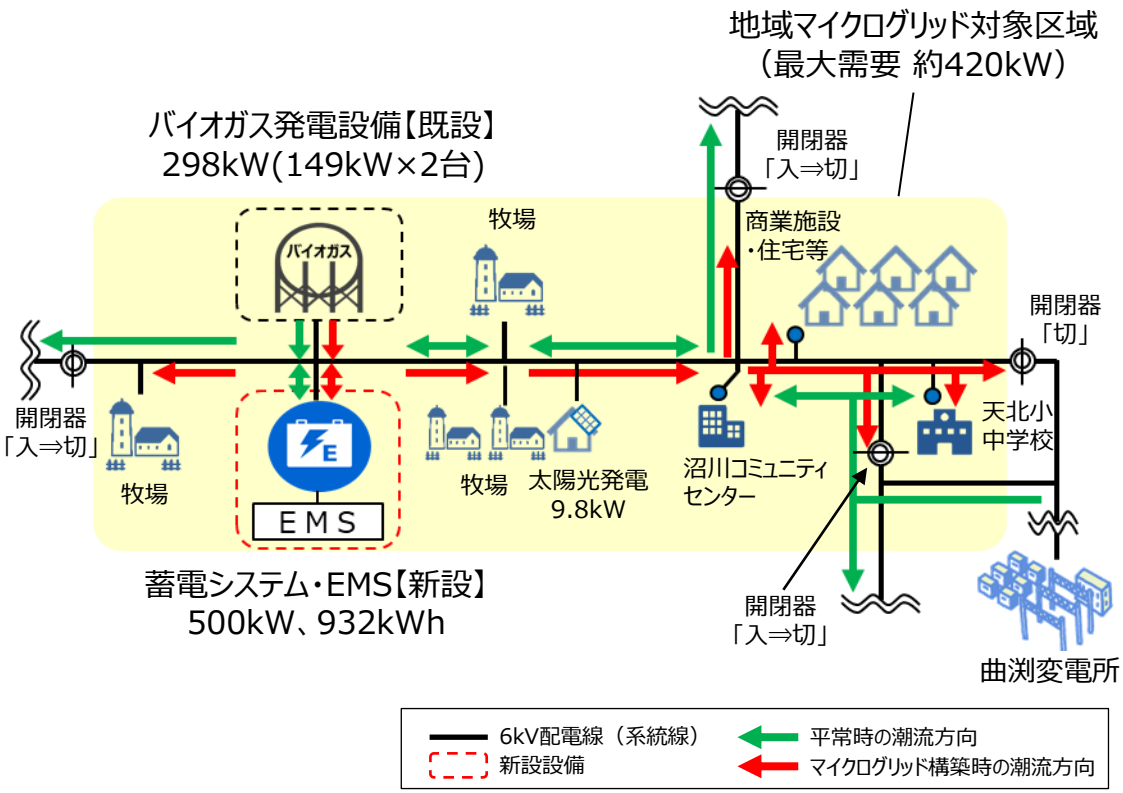 地域マイクログリッド対象区域
（最大需要 約420kW）
バイオガス発電設備【既設】
298kW(149kW×2台)
開閉器
「入⇒切」
牧場
商業施設
・住宅等
バイオガス
開閉器
「切」
開閉器
「入⇒切」
牧場
E
EMS
牧場
太陽光発電
9.8kW
沼川コミュニティ
センター
天北小
中学校
蓄電システム・EMS【新設】
500kW、932kWh
開閉器
「入⇒切」
曲渕変電所
6kV配電線（系統線）
平常時の潮流方向
新設設備
マイクログリッド構築時の潮流方向